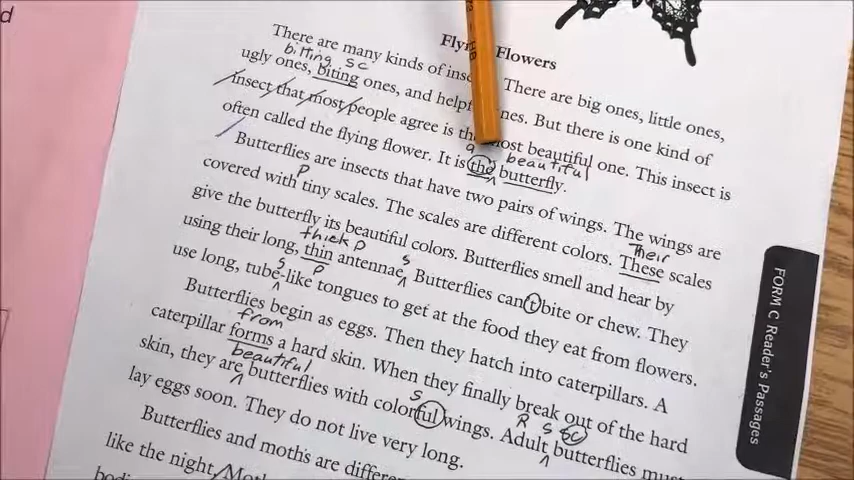 d
Flying Flowers
There are many kinds of insects. There are big ones, little ones,
bitting sc
ugly ones, biting ones, and helpful ones. But there is one kind of
insect that most people agree is the most beautiful one. This insect is
a beautiful
often called the flying flower. It is the butterfly.
Butterflies are insects that have two pairs of wings. The wings are
P
covered with tiny scales. The scales are different colors. These scales
Their
give the butterfly its beautiful colors. Butterflies smell and hear by
thick P s
using their long, thin antennae. Butterflies can't bite or chew. They
s P
use long, tube-like tongues to get at the food they eat from flowers.
Butterflies begin as eggs. Then they hatch into caterpillars. A
from
caterpillar forms a hard skin. When they finally break out of the hard
beautiful
skin, they are butterflies with colorful wings. Adult butterflies must
s R s sc
lay eggs soon. They do not live very long.
Butterflies and moths are
like the night. Moth
FORM C Reader's Passages